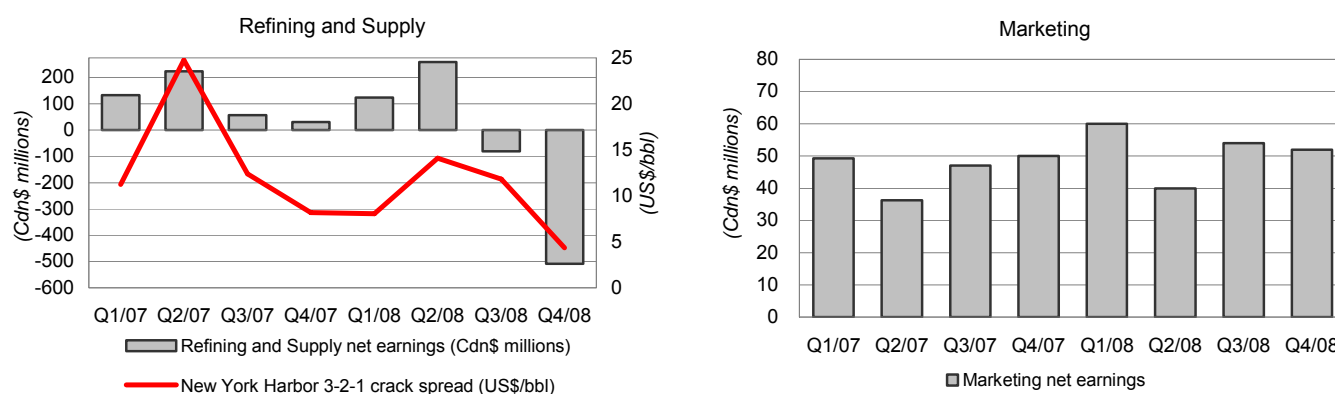 Refining and Supply
(Cdn$ millions)
200
100
0
-100
-200
-300
-400
-500
-600
25
20
15
10
5
0
(US$/bbl)
Q1/07 Q2/07 Q3/07 Q4/07 Q1/08 Q2/08 Q3/08 Q4/08
Refining and Supply net earnings (Cdn$ millions)
New York Harbor 3-2-1 crack spread (US$/bbl)
Marketing
(Cdn$ millions)
80
70
60
50
40
30
20
10
0
Q1/07 Q2/07 Q3/07 Q4/07 Q1/08 Q2/08 Q3/08 Q4/08
Marketing net earnings